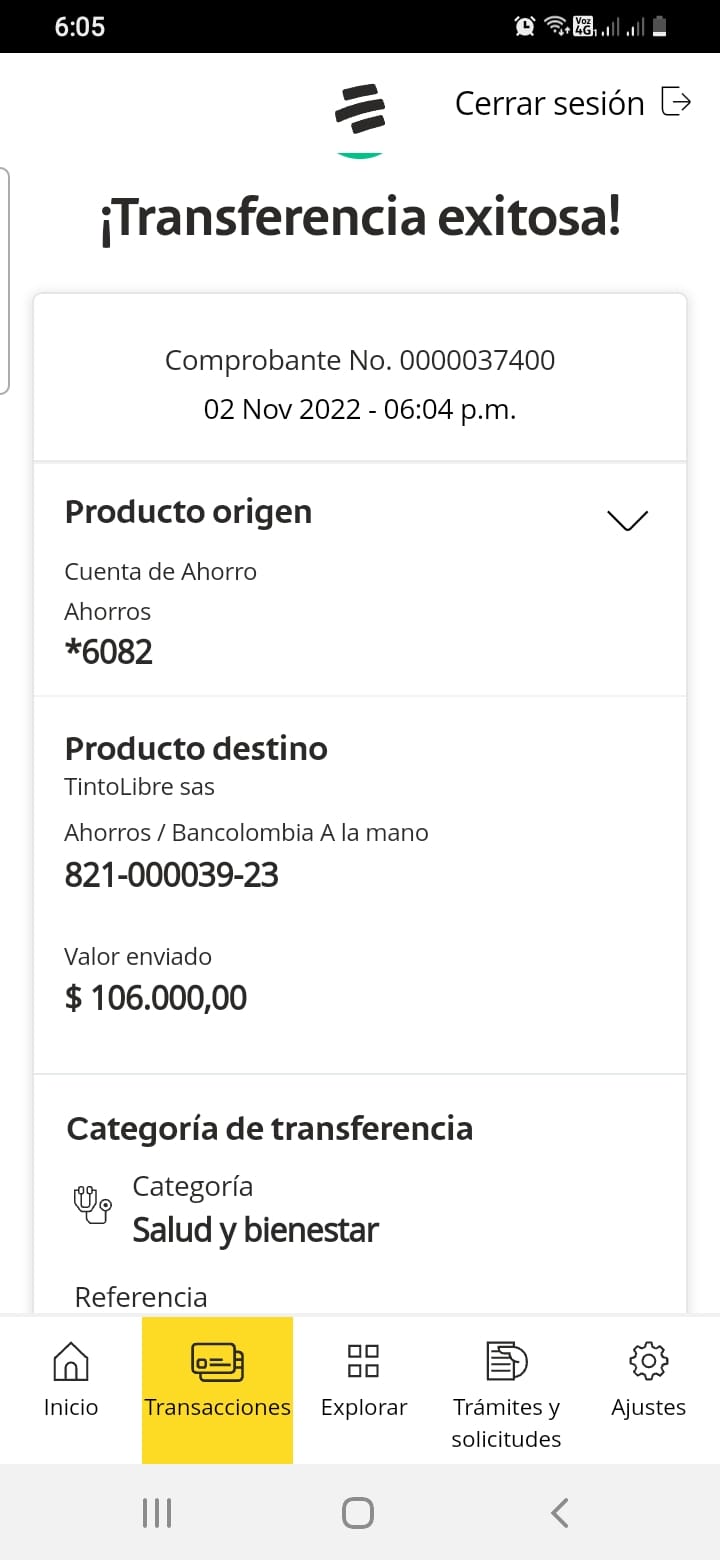 6:05
Voz
4G
Cerrar sesión
¡Transferencia exitosa!
Comprobante No. 0000037400
02 Nov 2022 - 06:04 p.m.
Producto origen
Cuenta de Ahorro
Ahorros
*6082
Producto destino
TintoLibre sas
Ahorros / Bancolombia A la mano
821-000039-23
Valor enviado
$ 106.000,00
Categoría de transferencia
Categoría
Salud y bienestar
Referencia
Inicio
Transacciones
Explorar
Trámites y
solicitudes
Ajustes